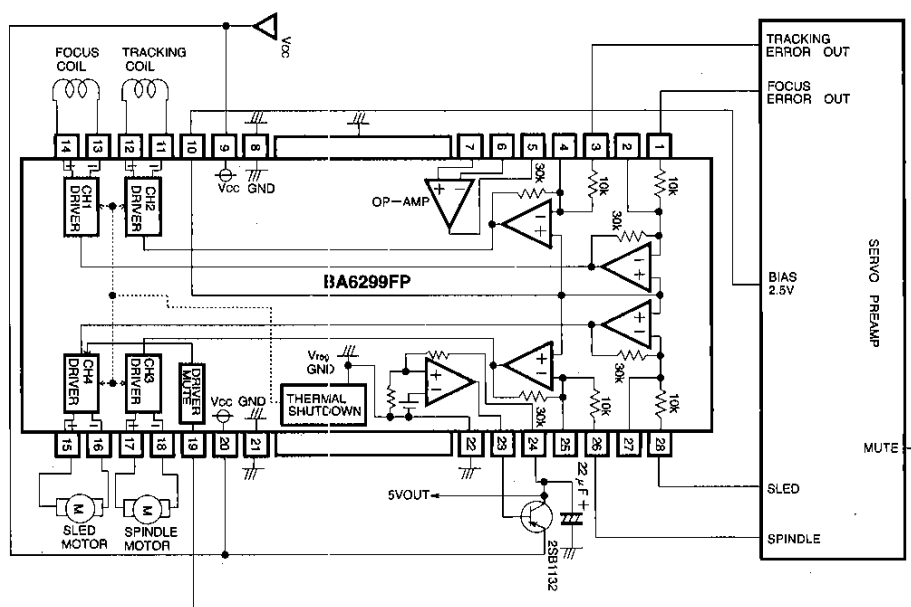 FOCUS
COIL
TRACKING
COIL
Vcc
TRACKING
ERROR OUT
FOCUS
ERROR OUT
14
13
12
11
10
9
8
7
6
5
4
3
2
1
Vcc
GND
CH1
DRIVER
CH2
DRIVER
OP-AMP
30k
10k
10k
30k
BA6299FP
BIAS
2.5V
SERVO PREAMP
CH4
DRIVER
CH3
DRIVER
DRIVER
MUTE
Vcc
GND
Vreg
GND
THERMAL
SHUTDOWN
30k
10k
30k
10k
15
16
17
18
19
20
21
22
23
24
25
26
27
28
MUTE
M
M
SLED
MOTOR
SPINDLE
MOTOR
5VOUT
22μF
2SB1132
SLED
SPINDLE